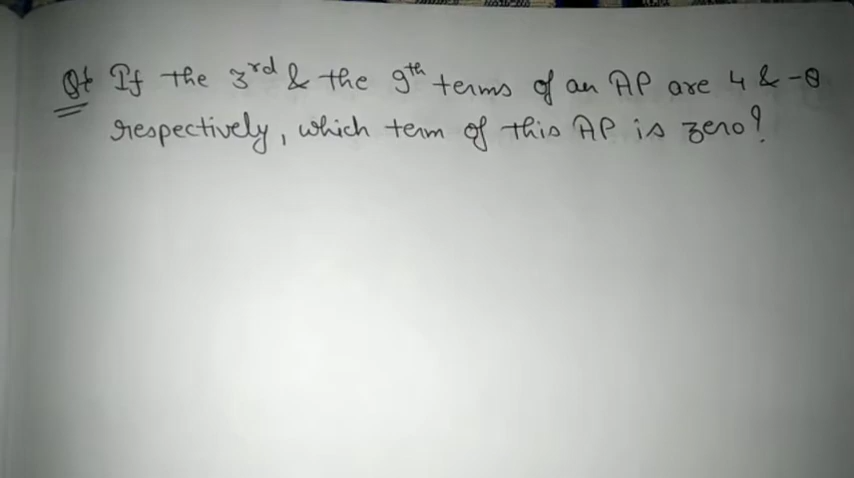 Q† If the 3rd & the 9th terms of an AP are 4 & -8
respectively, which term of this AP is zero?